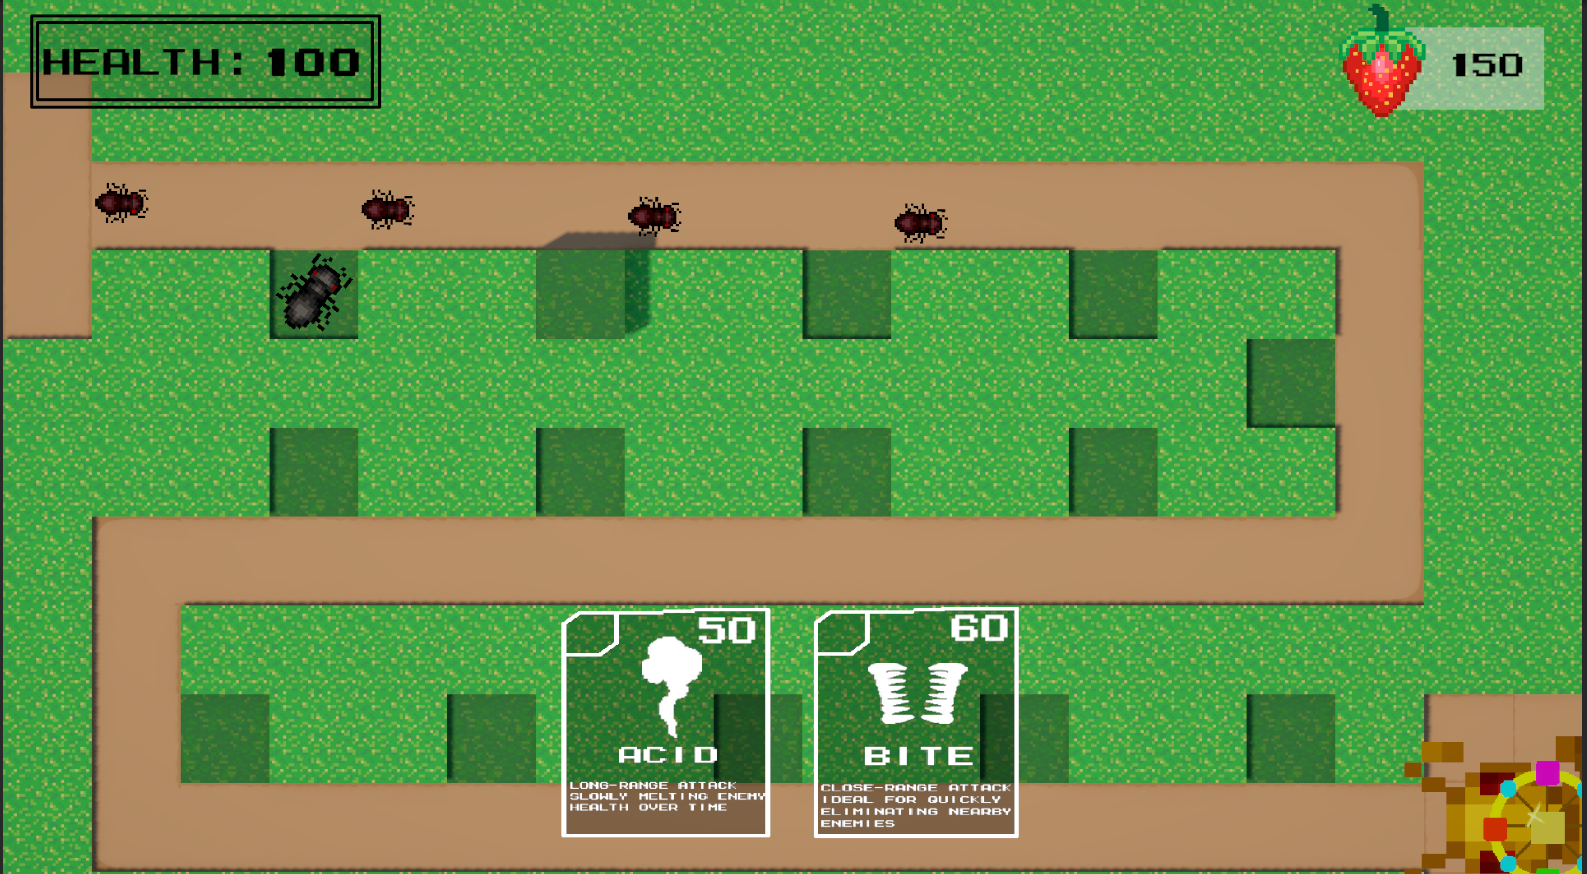 HEALTH: 100
150
50
ACID
LONG-RANGE ATTACK
SLOWLY MELTING ENEMY
HEALTH OVER TIME
60
BITE
CLOSE-RANGE ATTACK
IDEAL FOR QUICKLY
ELIMINATING NEARBY
ENEMIES